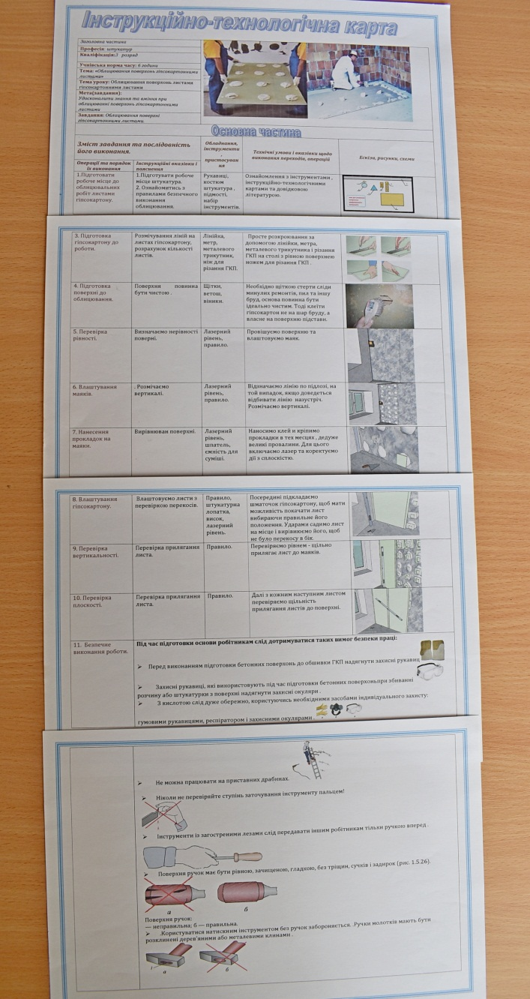 Інструкційно-технологічна карта
Заголовна частина
Професія: штукатур
Кваліфікація:3 розряд
Учнівська норма часу: 6 година
Тема: «Облицювання поверхонь гіпсокартонними
листами»
Тема уроку: Облицювання поверхонь листами
гіпсокартонними листами
Мета(завдання):
Удосконалити знання та вміння при
облицюванні поверхонь гіпсокартонними
листами
Завдання: Облицювання поверхні
гіпсокартонними листами.
Основна частина
Зміст завдання та послідовність
його виконання.
Операції та порядок
їх виконання
Інструкційні вказівки і
пояснення
Обладнання,
інструменти
,
пристосуван
ня
Технічні умови і вказівки щодо
виконання переходів, операцій
Ескізи, рисунки, схеми
1.Підготовати
робоче місце до
облицювальних
робіт листами
гіпсокартону.
1.Підготувати робоче
місце штукатура.
2. Ознайомитись з
правилами безпечного
виконання
облицювання.
Рукавиці,
костюм
штукатура ,
підмості,
набір
інструментів.
Ознайомлення з інструментами ,
інструкційно-технологічними
картами та довідковою
літературою.
3. Підготовка
гіпсокартону до
роботи.
Розмічування ліній на
листах гіпсокартону,
розрахунок кількості
листів.
Лінійка,
метр,
металевого
трикутник,
ніж для
різання ГКП.
Просте розкроювання за
допомогою лінійки, метра,
металевого трикутника і різання
ГКП на столі з рівною поверхнею
ножем для різання ГКП .
4. Підготовка
поверхні до
облицювання.
Поверхня повинна
бути чистою .
Щітки,
ветош,
віники.
Необхідно щіткою стерти сліди
минулих ремонту, пил та іншу
бруд, основа повинна бути
ідеально чистим. Тоді клеїти
гіпсокартон не на шар бруду, а
власне на поверхню підстави.
5. Перевірка
рівності.
Визначаємо нерівності
поверні.
Лазерний
рівень,
правило.
Провішуємо поверхню та
влаштовуємо маяк.
6. Влаштування
маяків.
. Розмічаємо
вертикалі.
Лазерний
рівень,
правило.
Відзначаємо лінію по підлозі, на
той випадок, якщо доведеться
відбивати лінію назустріч.
Розмічаємо вертикалі.
7. Нанесення
прокладок на
маяки.
Вирівнюван поверхні.
Лазерний
рівень,
шпатель,
ємність для
суміші.
Наносимо клей и кріпимо
прокладки в тех месцях , дедуже
великі провалини. Для цього
включаємо лазер та коректуємо
дії з сплоскістю.
8. Влаштування
гіпсокартону.
Влаштовуємо листи з
перевіркою перекосів.
Правило,
штукатурна
лопатка,
висок,
лазерний
рівень.
Посередині підкладаємо
шматочок гіпсокартону, щоб мати
можливість покачати лист
вибираючи правильне його
положення. Ударами садимо лист
на місце і вирівнюємо його, щоб
не було перекосу в бік.
9. Перевірка
вертикальності.
Перевірка прилягання
листа.
Правило.
Перевіряємо рівнем - щільно
прилягає лист до маяків.
10. Перевірка
плоскості.
Перевірка прилягання
листа.
Правило.
Далі з кожним наступним листом
перевіряємо щільність
прилягання листів до поверхні.
11. Безпечне
виконання роботи.
Під час підготовки основи робітникам слід дотримуватися таких вимог безпеки праці:
➢ Перед виконанням підготовки бетонних поверхонь до обшивки ГКП надягнути захисні рукавиц
➢ Захисні рукавиці, які використовують під час підготовки бетонних поверхоньпри збиванні
розчину або штукатурки з поверхні надягнути захисні окуляри .
➢ З кислотою слід дуже обережно, користуючись необхідними засобами індивідуального захисту:
гумовими рукавицями, респіратором і захисними окулярами
➢ Не можна працювати на приставних драбинах.
➢ Ніколи не перевіряйте ступінь заточування інструменту пальцем!
➢ Інструменти із загостреними лезами слід передавати іншим робітникам тільки ручкою вперед .
➢ Поверхня ручок має бути рівною, зачищеною, гладкою, без тріщин, сучків і задирок (рис. 1.5.26).
а б
Поверхня ручок:
— неправильна; б — правильна.
➢ .Користуватися натискним інструментом без ручок забороняється. .Ручки молотків мають бути
розклинені дерев'яними або металевими клинами .
1 а б